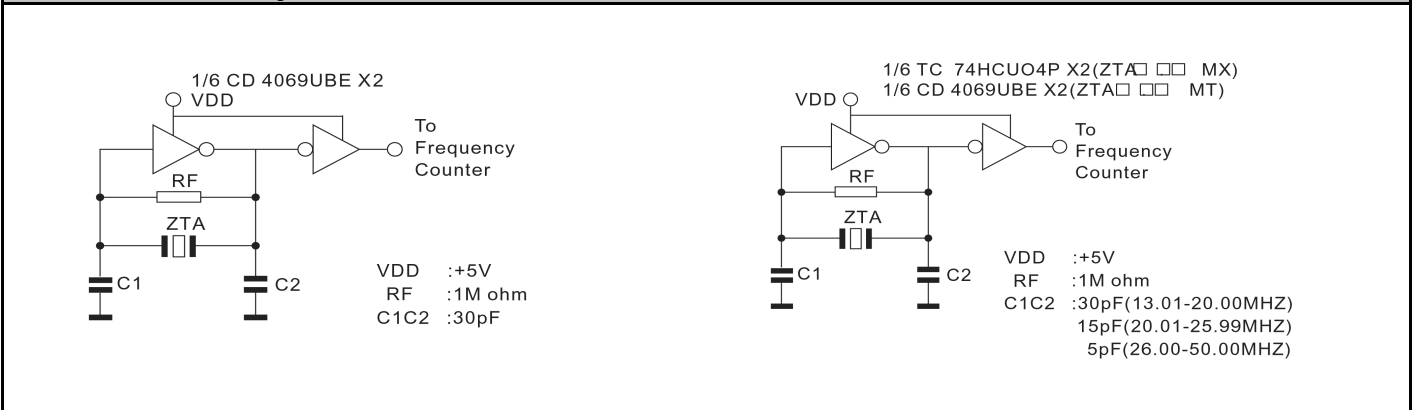 1/6 CD 4069UBE X2
VDD
To
Frequency
Counter
RF
ZTA
C1
C2
VDD :+5V
RF :1M ohm
C1C2 :30pF
1/6 TC 74HCUO4P X2(ZTA□ □□ MX)
1/6 CD 4069UBE X2(ZTA□ □□ MT)
VDD
To
Frequency
Counter
RF
ZTA
C1
C2
VDD :+5V
RF :1M ohm
C1C2 :30pF(13.01-20.00MHZ)
15pF(20.01-25.99MHZ)
5pF(26.00-50.00MHZ)